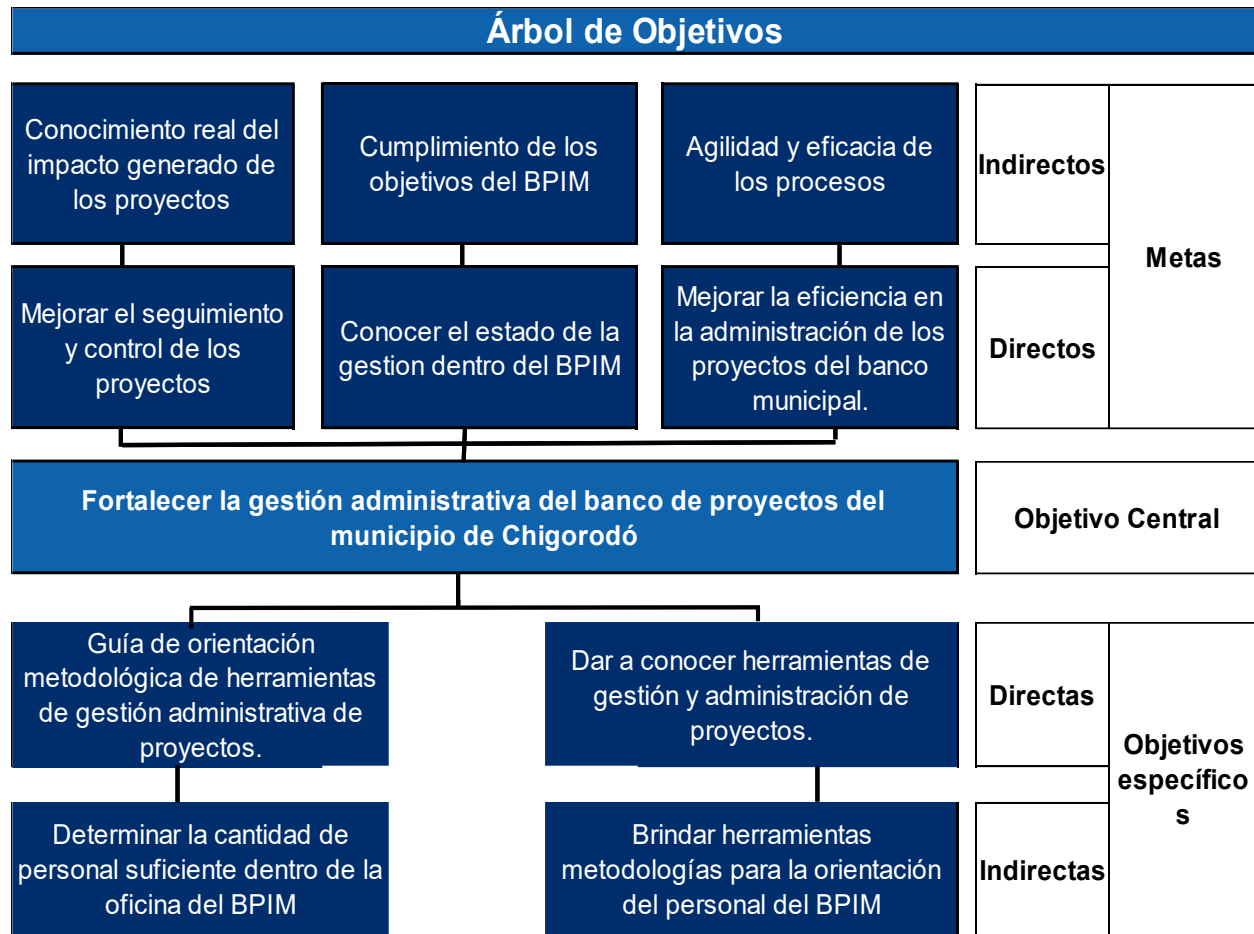 Árbol de Objetivos
Conocimiento real del
impacto generado de
los proyectos
Cumplimiento de los
objetivos del BPIM
Agilidad y eficacia de
los procesos
Indirectos
Metas
Mejorar el seguimiento
y control de los
proyectos
Conocer el estado de la
gestion dentro del BPIM
Mejorar la eficiencia en
la administración de los
proyectos del banco
municipal.
Directos
Fortalecer la gestión administrativa del banco de proyectos del
municipio de Chigorodó
Objetivo Central
Guía de orientación
metodológica de herramientas
de gestión administrativa de
proyectos.
Dar a conocer herramientas de
gestión y administración de
proyectos.
Directas
Objetivos
específico
s
Determinar la cantidad de
personal suficiente dentro de la
oficina del BPIM
Brindar herramientas
metodologías para la orientación
del personal del BPIM
Indirectas